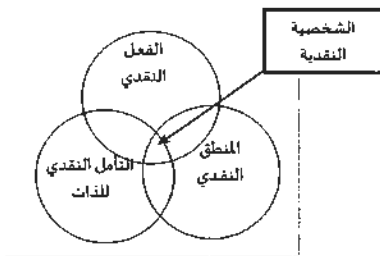 الشخصية
النقدية
الفعل
النقدي
المنطق
النقدي
التأمل النقدي
للذات